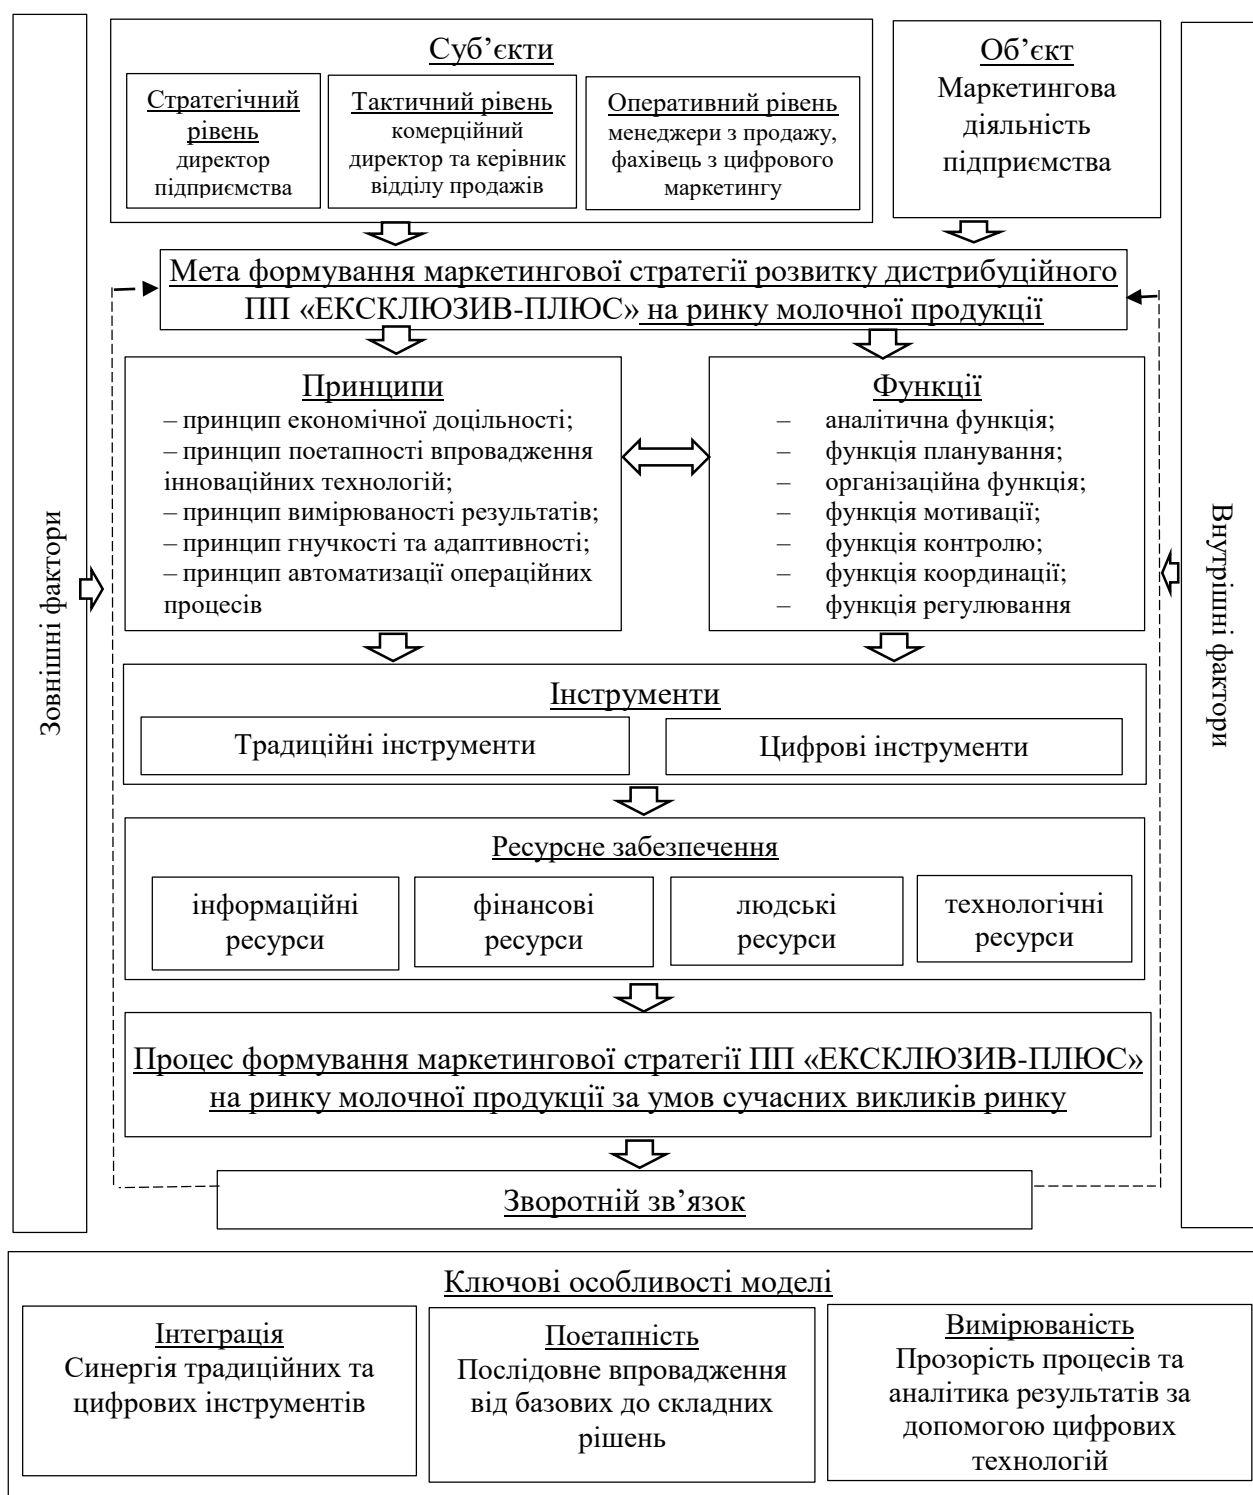 Суб’єкти
Стратегічний
рівень
директор
підприємства
Тактичний рівень
комерційний
директор та керівник
відділу продажів
Оперативний рівень
менеджери з продажу,
фахівець з цифрового
маркетингу
Об’єкт
Маркетингова
діяльність
підприємства
Мета формування маркетингової стратегії розвитку дистрибуційного
ПП «ЕКСКЛЮЗИВ-ПЛЮС» на ринку молочної продукції
Принципи
– принцип економічної доцільності;
– принцип поетапності впровадження
інноваційних технологій;
– принцип вимірюваності результатів;
– принцип гнучкості та адаптивності;
– принцип автоматизації операційних
процесів
Функції
– аналітична функція;
– функція планування;
– організаційна функція;
– функція мотивації;
– функція контролю;
– функція координації;
– функція регулювання
Зовнішні фактори
Внутрішні фактори
Інструменти
Традиційні інструменти
Цифрові інструменти
Ресурсне забезпечення
інформаційні
ресурси
фінансові
ресурси
людські
ресурси
технологічні
ресурси
Процес формування маркетингової стратегії ПП «ЕКСКЛЮЗИВ-ПЛЮС»
на ринку молочної продукції за умов сучасних викликів ринку
Зворотній зв’язок
Ключові особливості моделі
Інтеграція
Синергія традиційних та
цифрових інструментів
Поетапність
Послідовне впровадження
від базових до складних
рішень
Вимірюваність
Прозорість процесів та
аналітика результатів за
допомогою цифрових
технологій